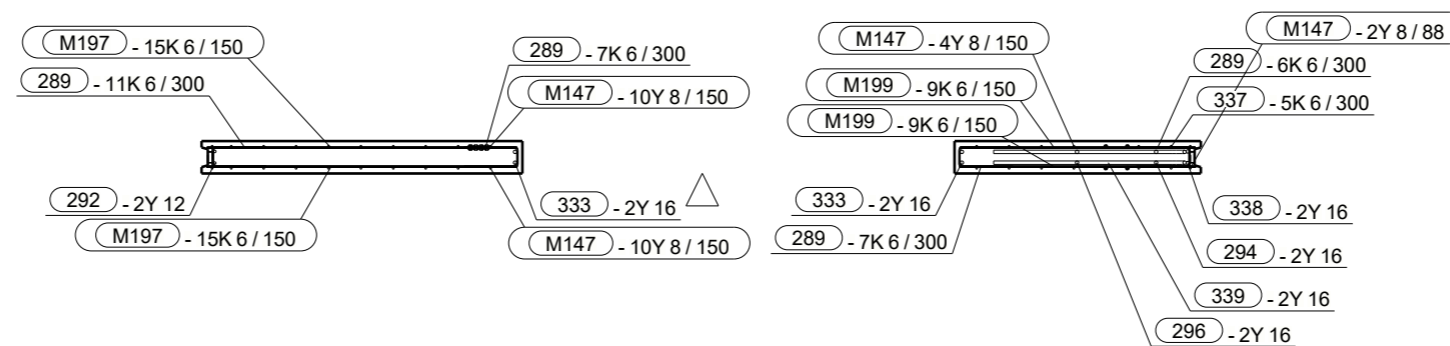 M197 - 15K 6 / 150
289 - 11K 6 / 300
289 - 7K 6 / 300
M147 - 10Y 8 / 150
292 - 2Y 12
M197 - 15K 6 / 150
333 - 2Y 16
M147 - 10Y 8 / 150
M147 - 4Y 8 / 150
M199 - 9K 6 / 150
M199 - 9K 6 / 150
M147 - 2Y 8 / 88
289 - 6K 6 / 300
337 - 5K 6 / 300
333 - 2Y 16
289 - 7K 6 / 300
338 - 2Y 16
294 - 2Y 16
339 - 2Y 16
296 - 2Y 16